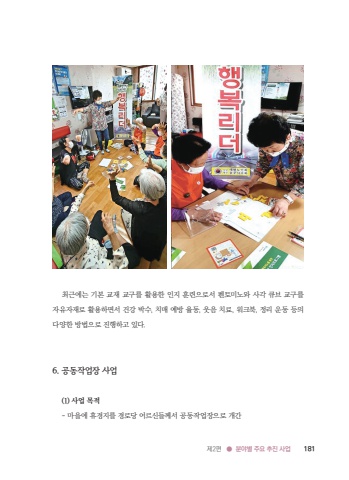 행복리더
행복리더
최근에는 기본 교재 교구를 활용한 인지 훈련으로서 펜토미노와 사각 큐브 교구를
자유자재로 활용하면서 건강 박수, 치매 예방 율동, 웃음 치료, 워크북, 정리 운동 등의
다양한 방법으로 진행하고 있다.
6. 공동작업장 사업
(1) 사업 목적
- 마을에 휴경지를 경로당 어르신들께서 공동작업장으로 개간
제2편 ● 분야별 주요 추진 사업 181